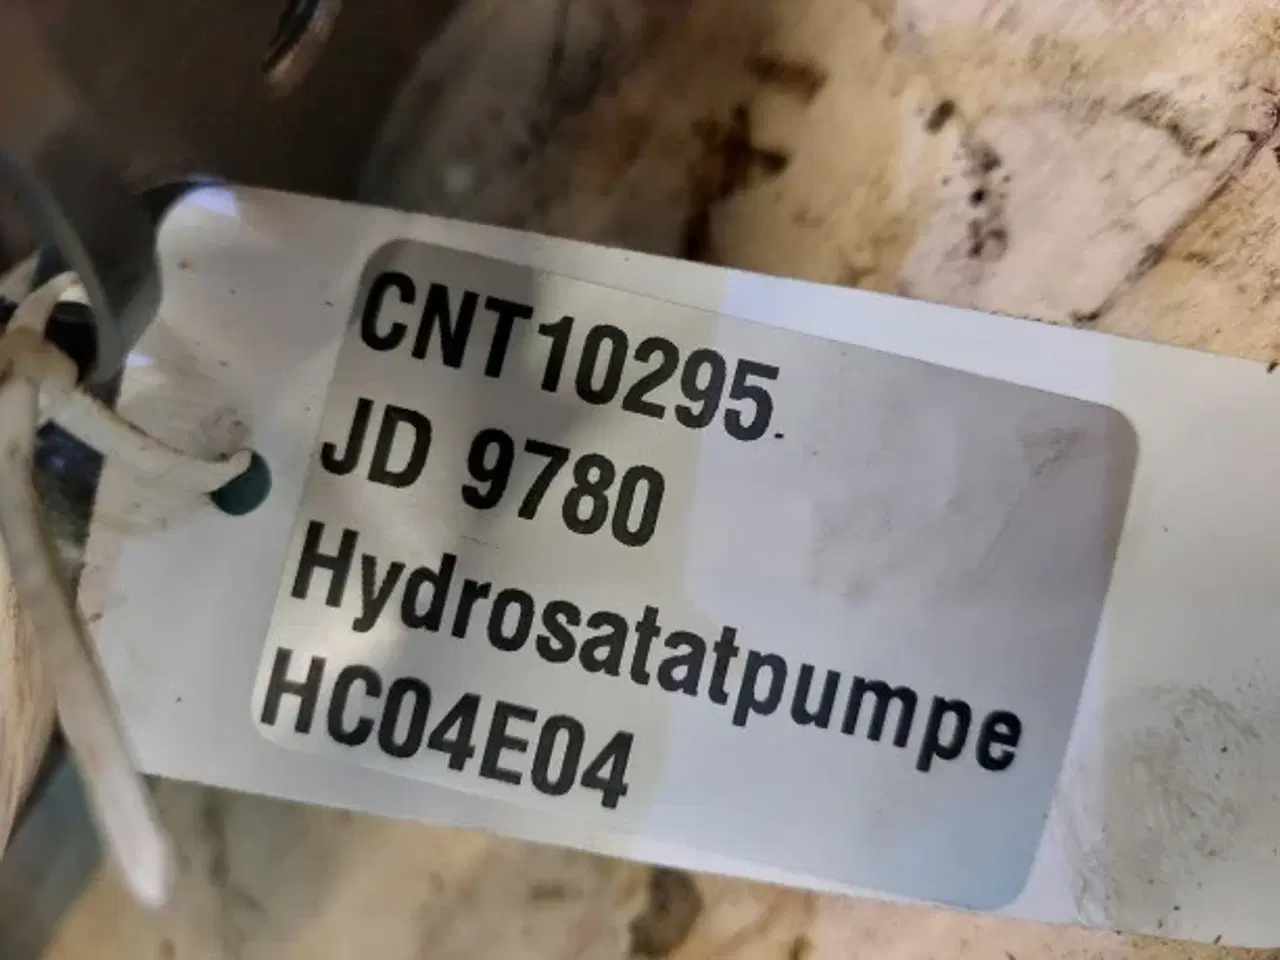 CNT10295.
JD 9780
Hydrosatatpumpe
HC04E04